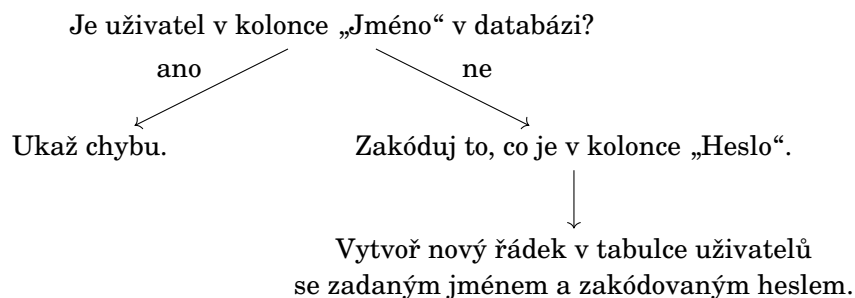 Je uživatel v kolonce „Jméno“ v databázi?
ano
ne
Ukaž chybu.
Zakóduj to, co je v kolonce „Heslo“.
Vytvoř nový řádek v tabulce uživatelů
se zadaným jménem a zakódovaným heslem.